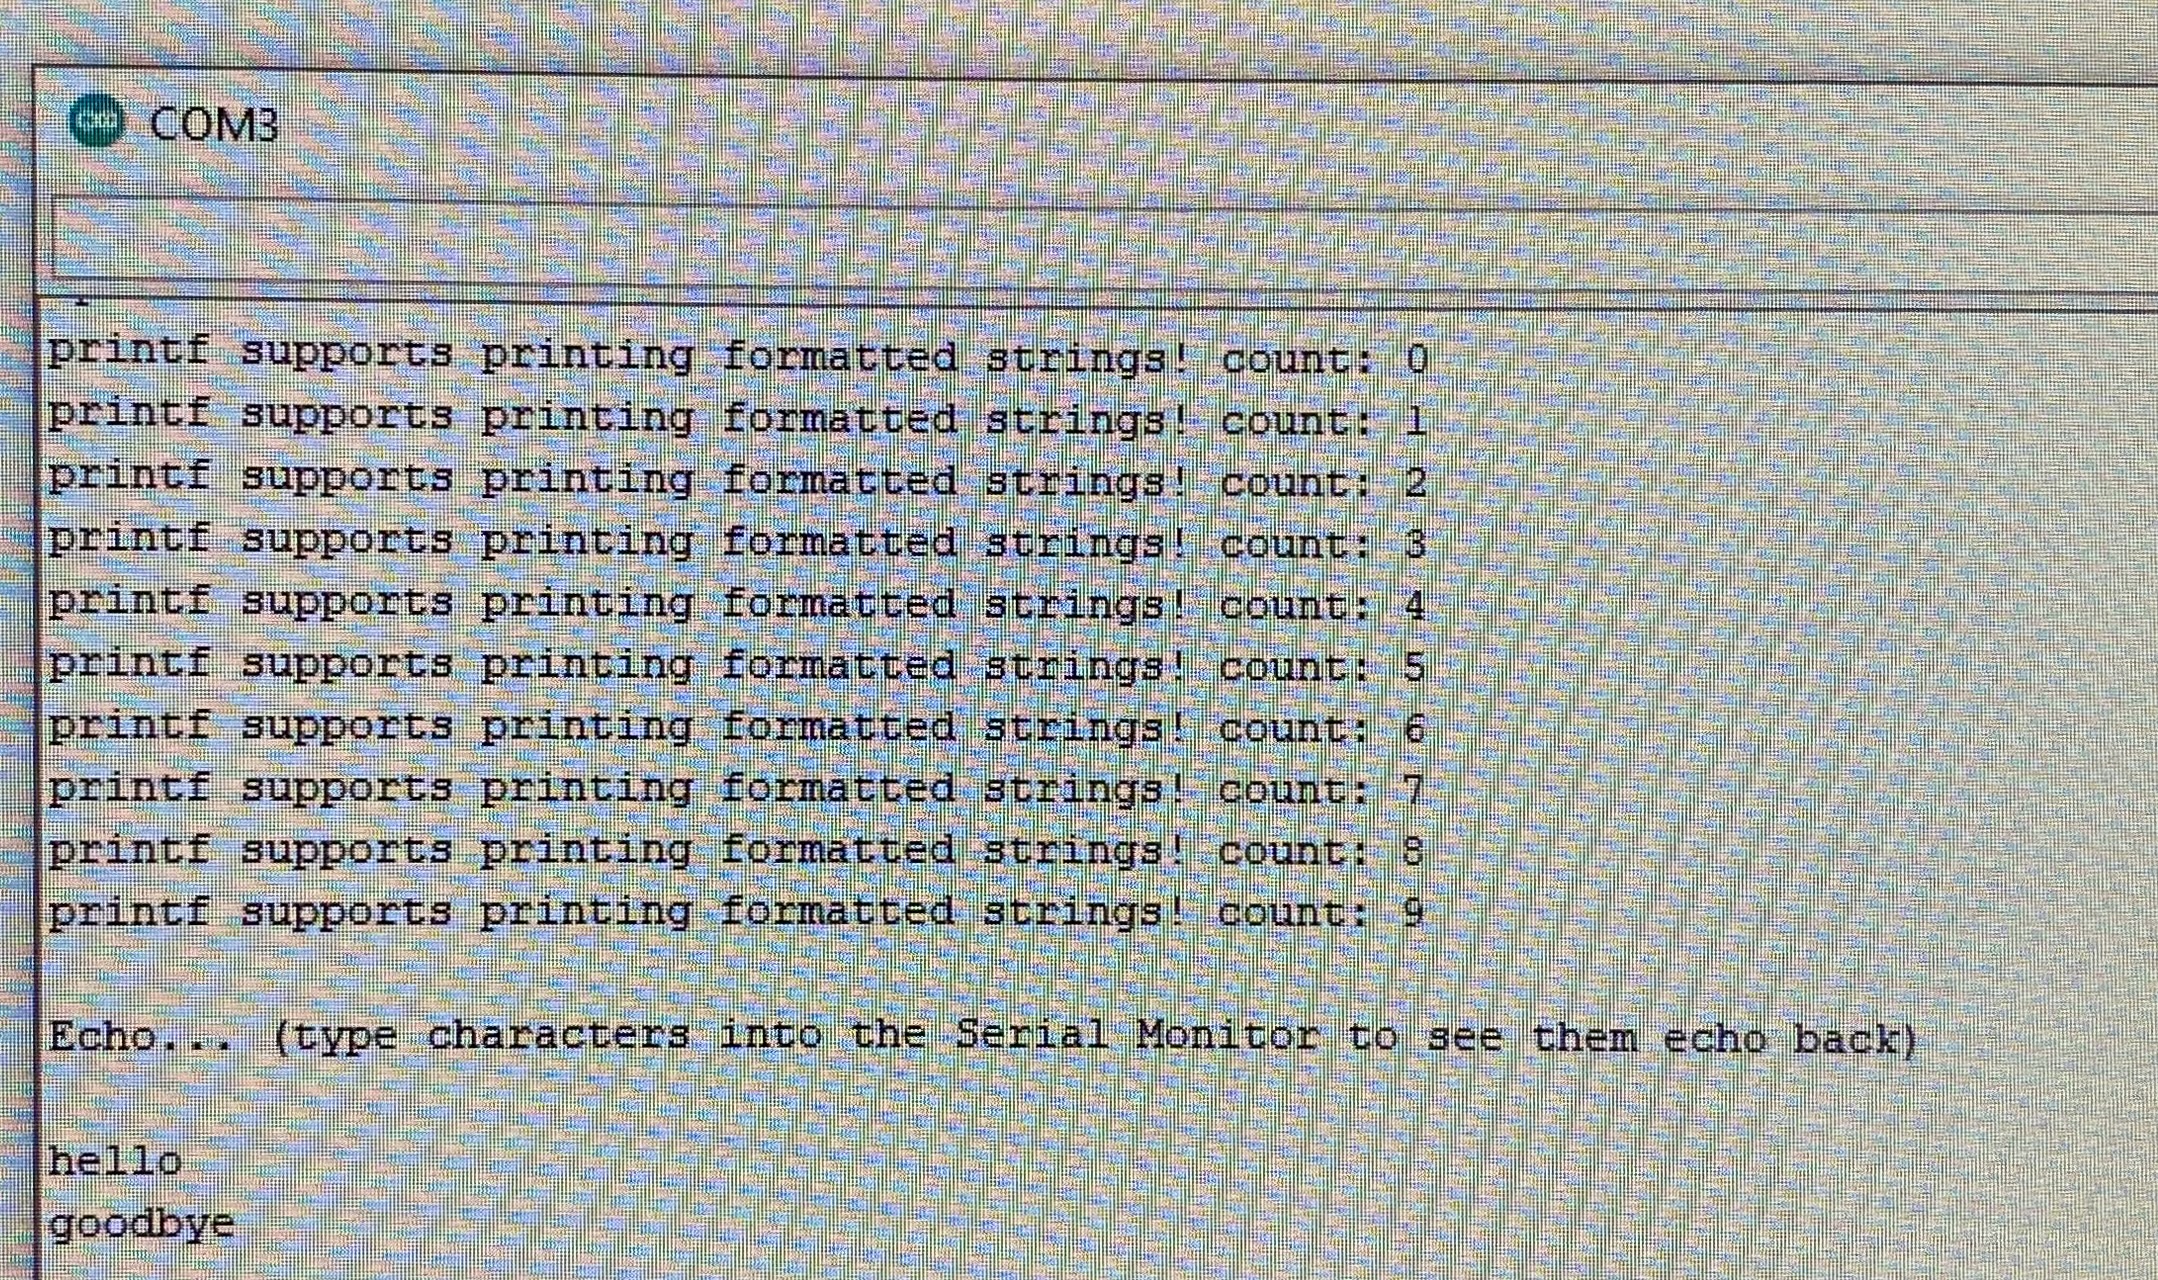 COM3
printf supports printing formatted strings! count: 0
printf supports printing formatted strings! count: 1
printf supports printing formatted strings! count: 2
printf supports printing formatted strings! count: 3
printf supports printing formatted strings! count: 4
printf supports printing formatted strings! count: 5
printf supports printing formatted strings! count: 6
printf supports printing formatted strings! count: 7
printf supports printing formatted strings! count: 8
printf supports printing formatted strings! count: 9
Echo... (type characters into the Serial Monitor to see them echo back)
hello
goodbye